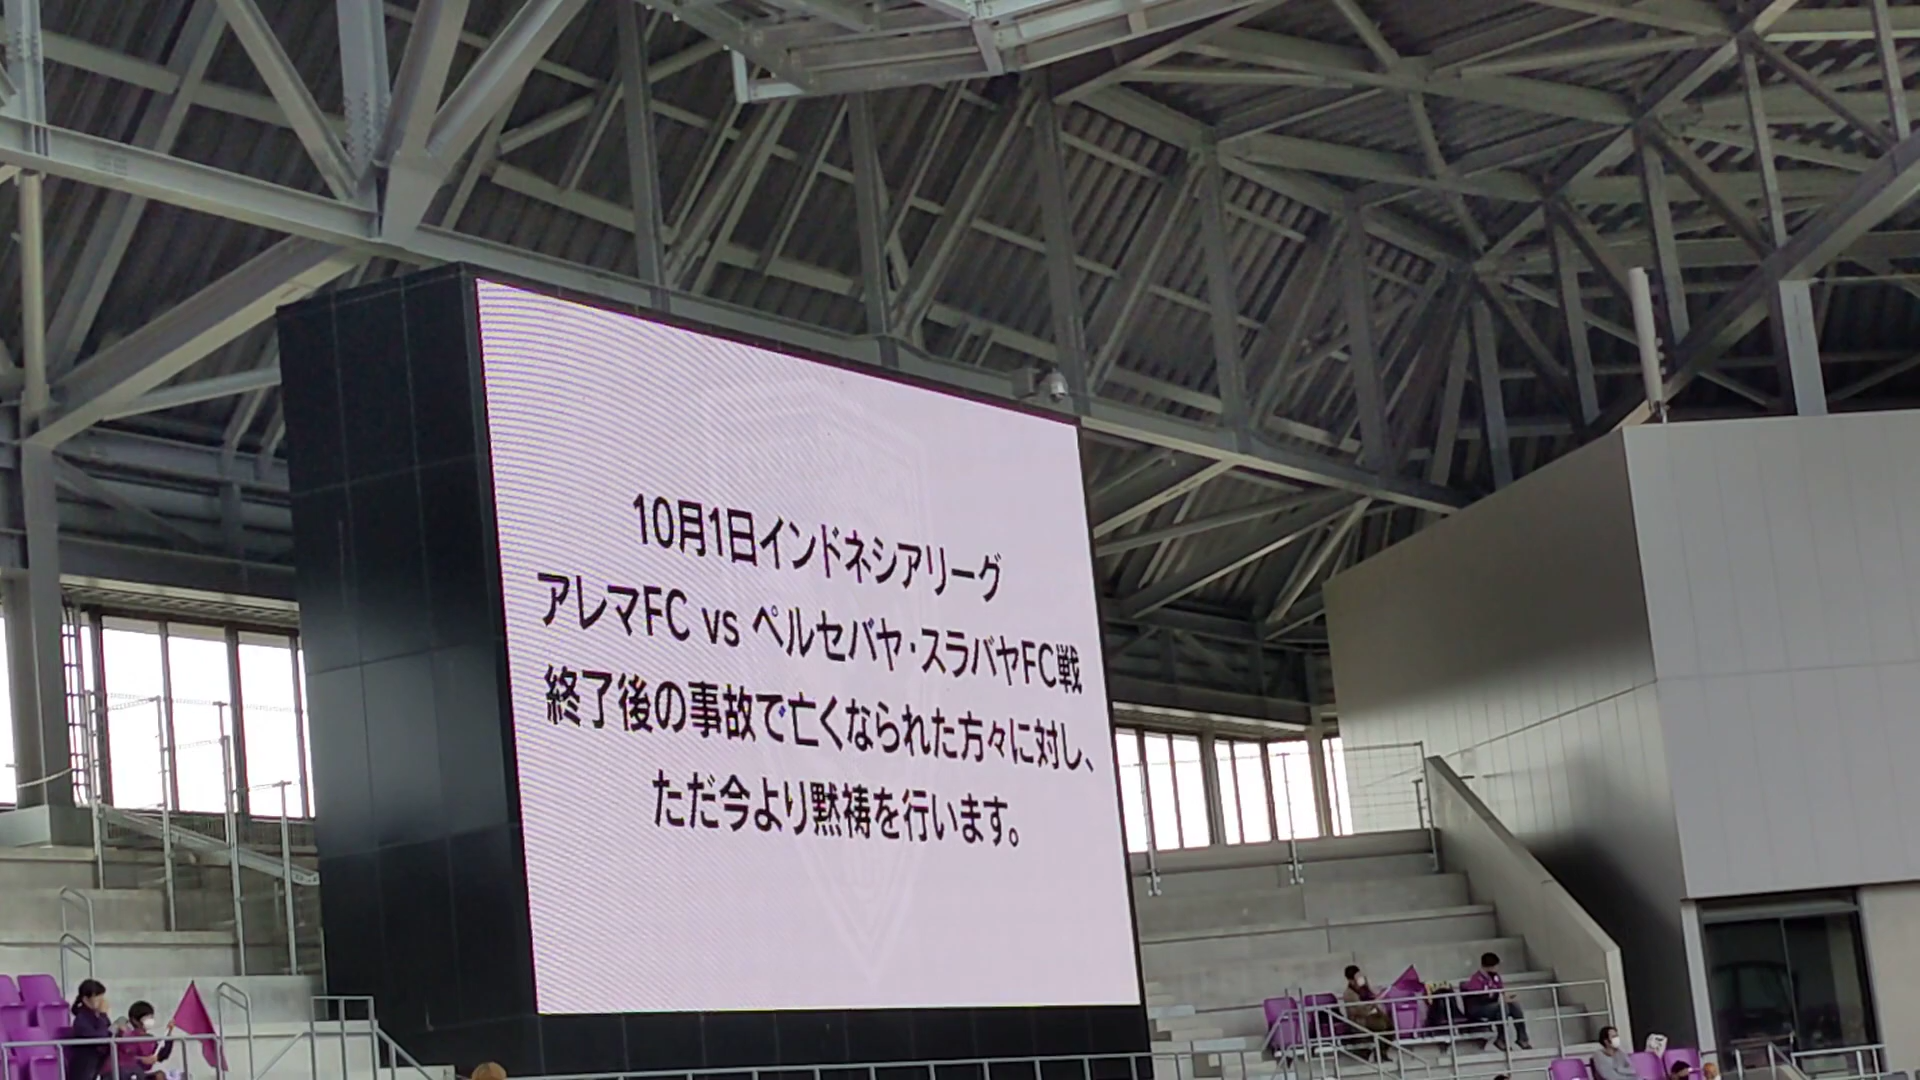 10月1日インドネシアリーグ
アレマFC vs ペルセバヤ・スラバヤFC戦
終了後の事故で亡くなられた方々に対し、
ただ今より黙祷を行います。